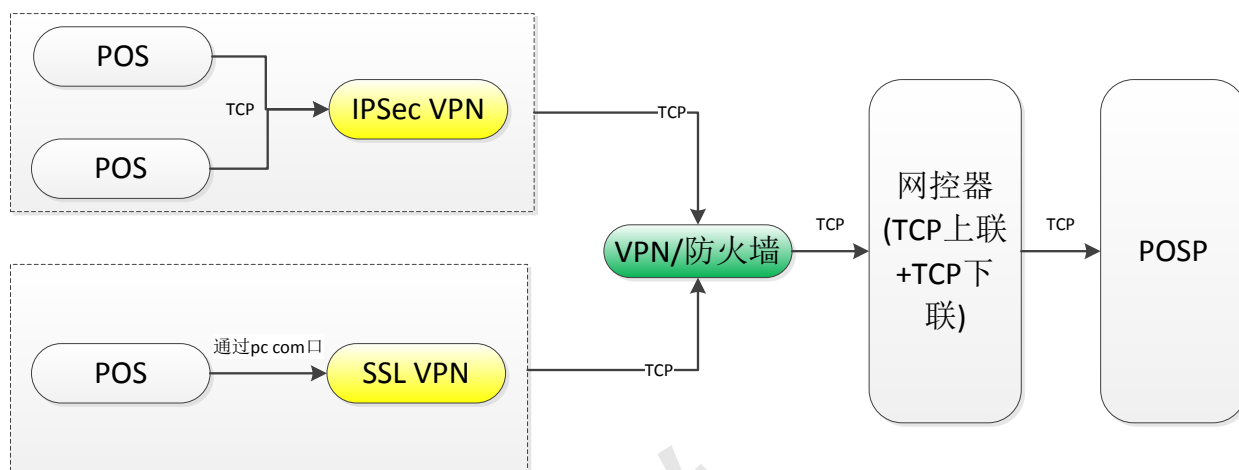 POS
TCP
IPSec VPN
POS
TCP
VPN/防火墙
TCP
网控器
(TCP上联
+TCP下
联)
TCP
POSP
POS
通过pc com口
SSL VPN
TCP